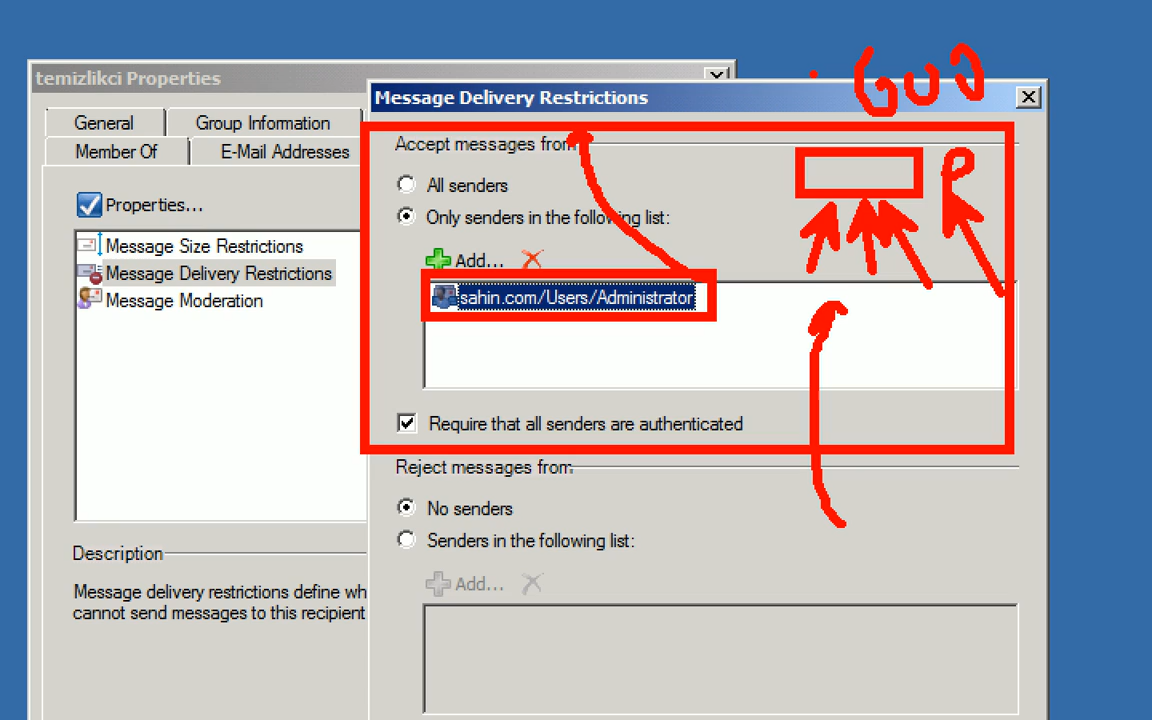 temizlikci Properties
Message Delivery Restrictions
General
Group Information
Member Of
E-Mail Addresses
Properties...
Message Size Restrictions
Message Delivery Restrictions
Message Moderation
Description
Message delivery restrictions define wh
cannot send messages to this recipient
Accept messages from
All senders
Only senders in the following list:
Add...
sahin.com/Users/Administrator
Require that all senders are authenticated
Reject messages from
No senders
Senders in the following list:
Add...